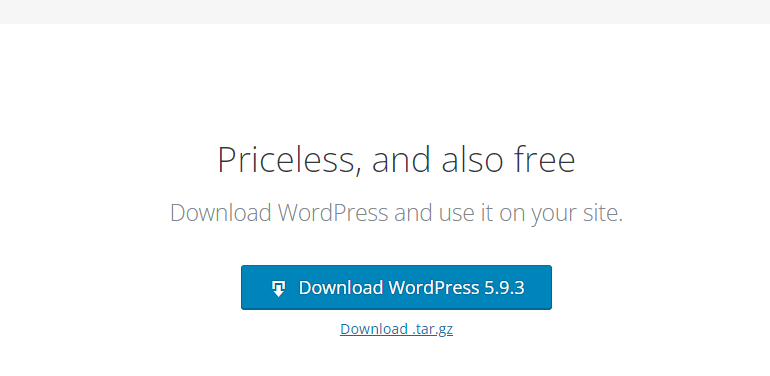 Priceless, and also free
Download WordPress and use it on your site.
Download WordPress 5.9.3
Download .tar.gz